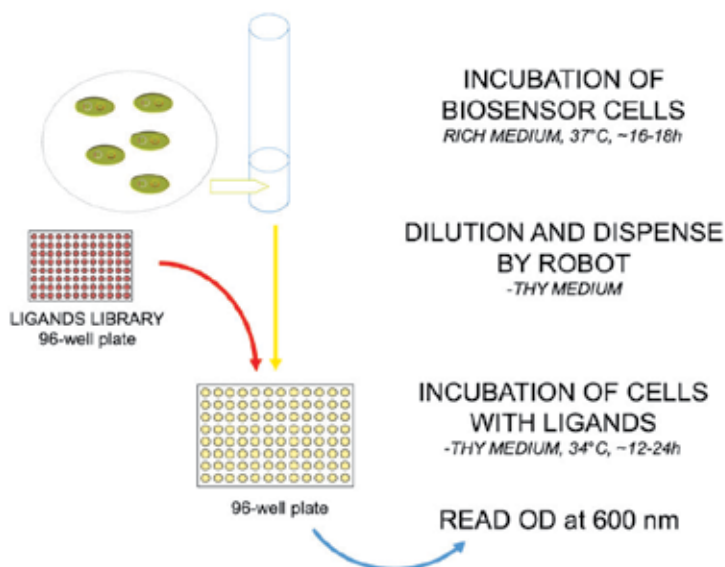 INCUBATION OF
BIOSENSOR CELLS
RICH MEDIUM, 37°C, ~16-18h
DILUTION AND DISPENSE
BY ROBOT
-THY MEDIUM
LIGANDS LIBRARY
96-well plate
INCUBATION OF CELLS
WITH LIGANDS
-THY MEDIUM, 34°C, ~12-24h
96-well plate
READ OD at 600 nm